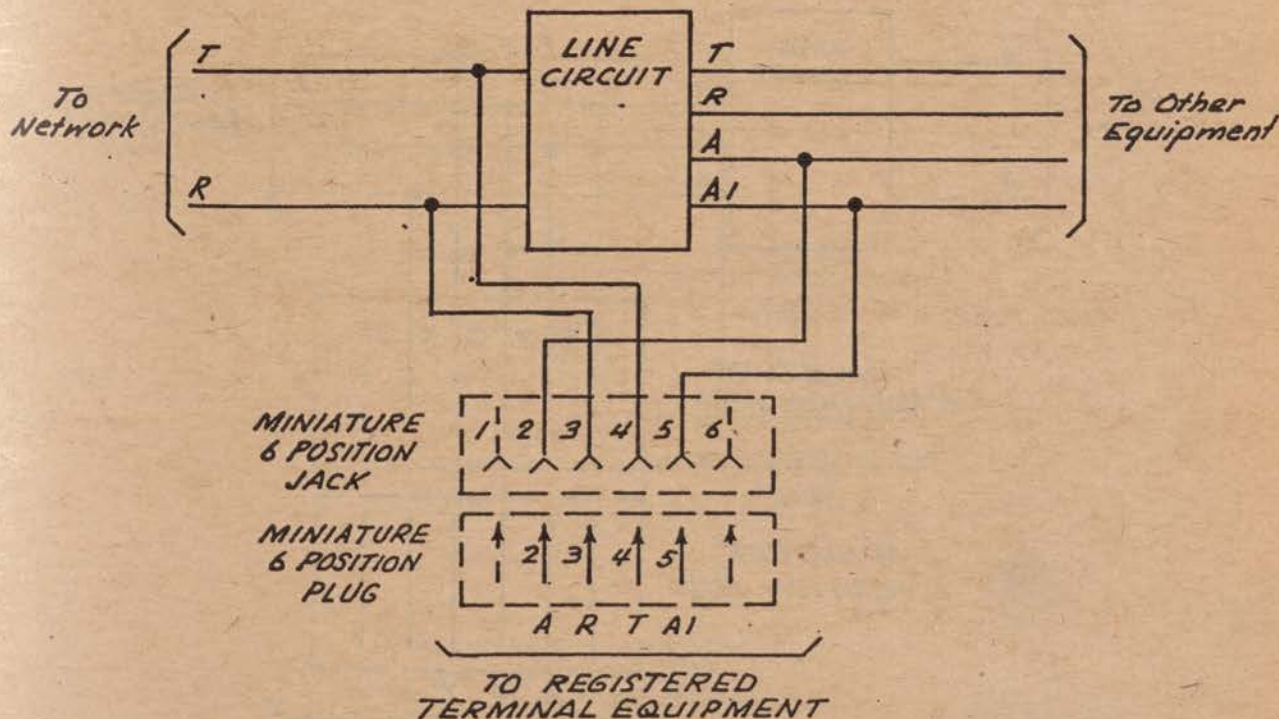 T
LINE
CIRCUIT
T
To
Network
R
To Other
Equipment
A
R
A1
MINIATURE
6 POSITION
JACK
1 2 3 4 5 6
MINIATURE
6 POSITION
PLUG
2 3 4 5
A R T A1
TO REGISTERED
TERMINAL EQUIPMENT